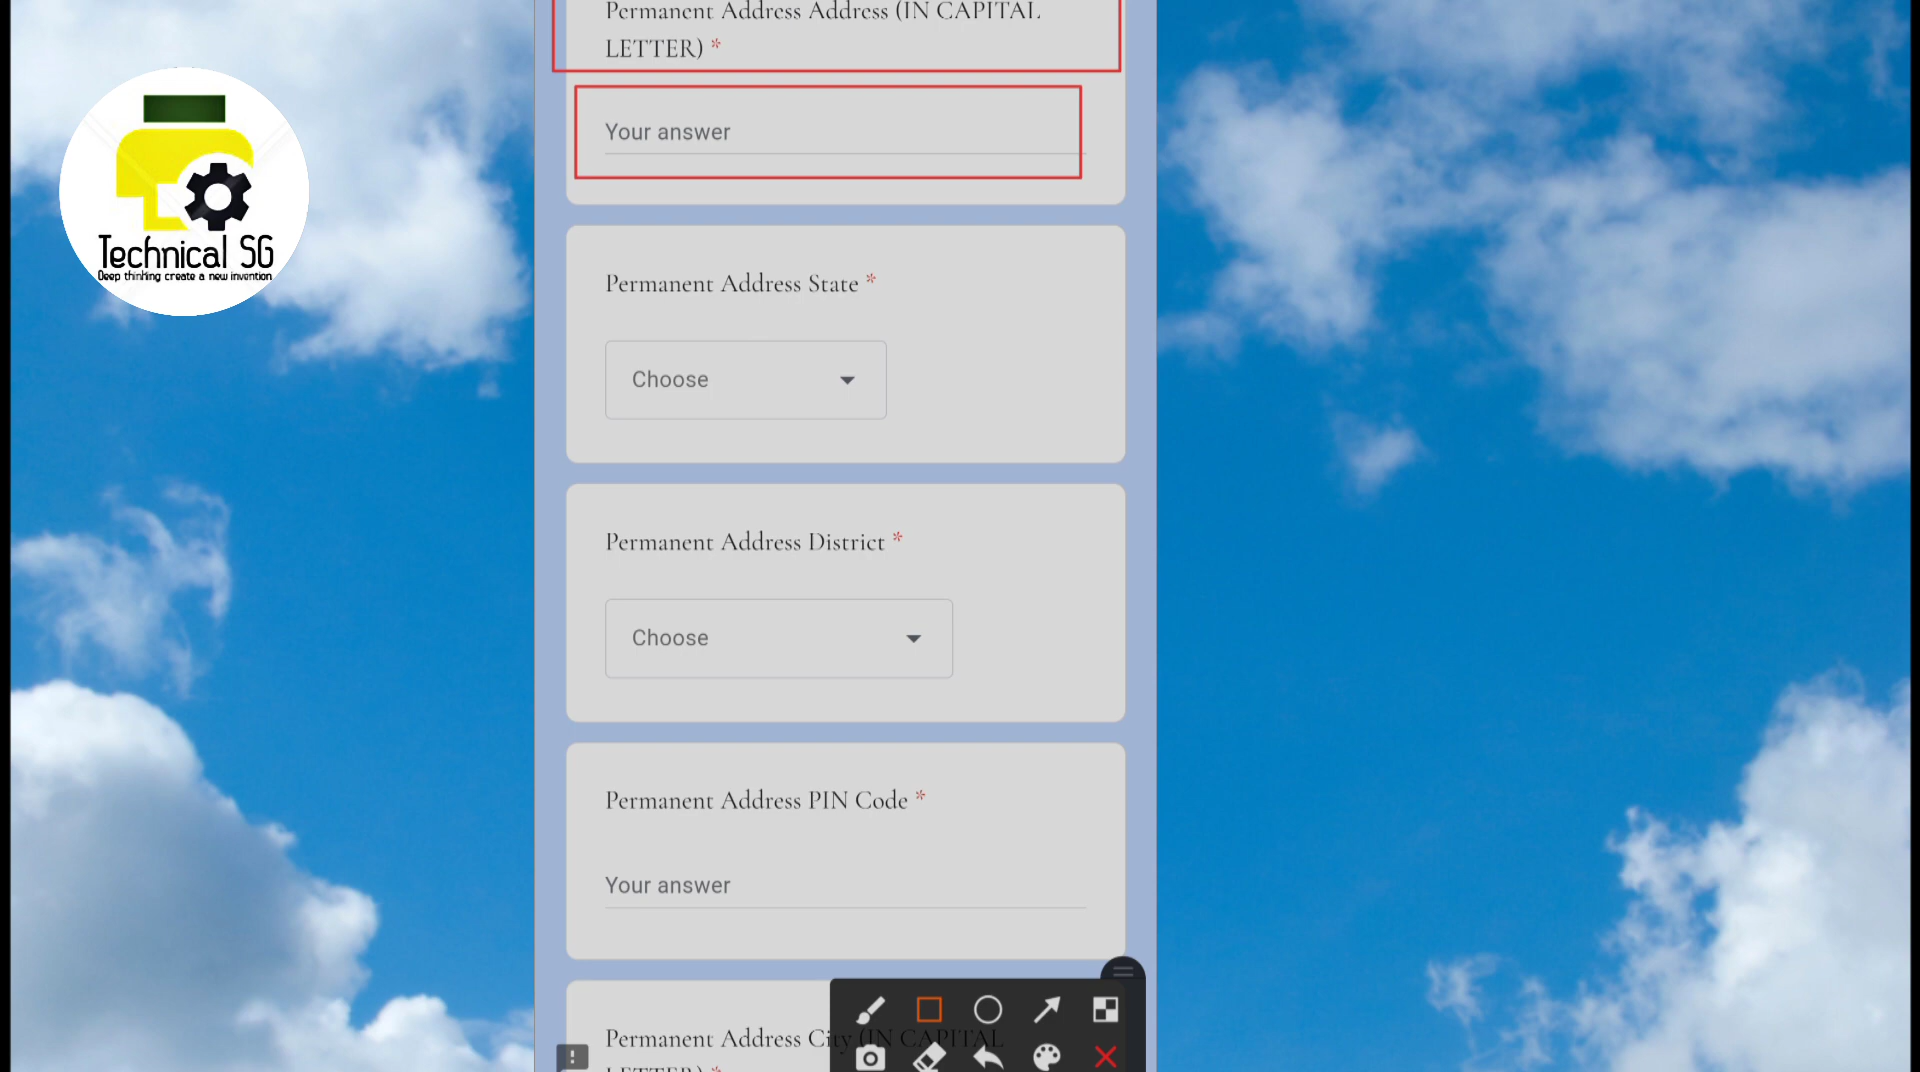 Permanent Address Address (IN CAPITAL
LETTER) *
Your answer
Technical SG
Deep thinking create a new invention
Permanent Address State *
Choose
Permanent Address District *
Choose
Permanent Address PIN Code *
Your answer
Permanent Address City (IN CAPITAL
LETTER) *